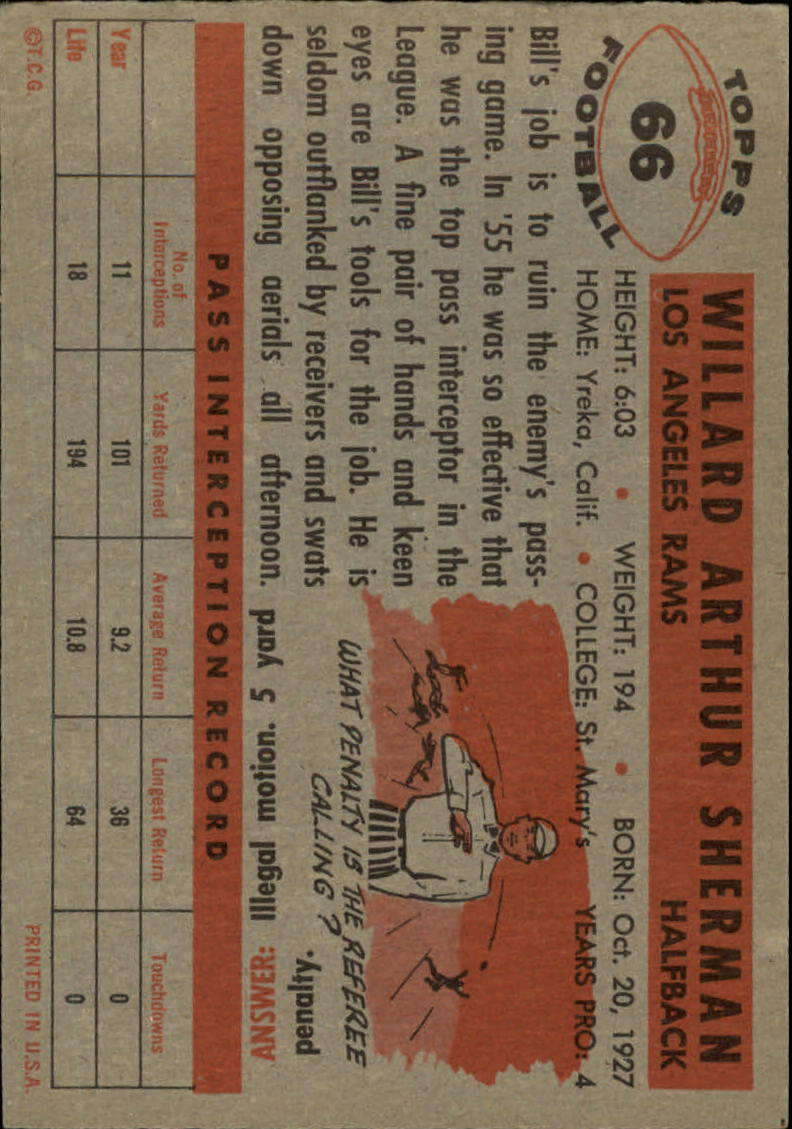 TOPPS
66
FOOTBALL
WILLARD ARTHUR SHERMAN
LOS ANGELES RAMS HALFBACK
HEIGHT: 6:03 • WEIGHT: 194 • BORN: Oct. 20, 1927
HOME: Yreka, Calif. • COLLEGE: St. Mary's YEARS PRO: 4
Bill's job is to ruin the enemy's pass-
ing game. In '55 he was so effective that
he was the top pass interceptor in the
League. A fine pair of hands and keen
eyes are Bill's tools for the job. He is
seldom outflanked by receivers and swats
down opposing aerials all afternoon.
WHAT PENALTY IS THE REFEREE
CALLING?
ANSWER: Illegal motion. 5 yard
penalty.
PASS INTERCEPTION RECORD
No. of Interceptions Yards Returned Average Return Longest Return Touchdowns
Year 11 101 9.2 36 0
Life 18 194 10.8 64 0
©T.C.G. PRINTED IN U.S.A.